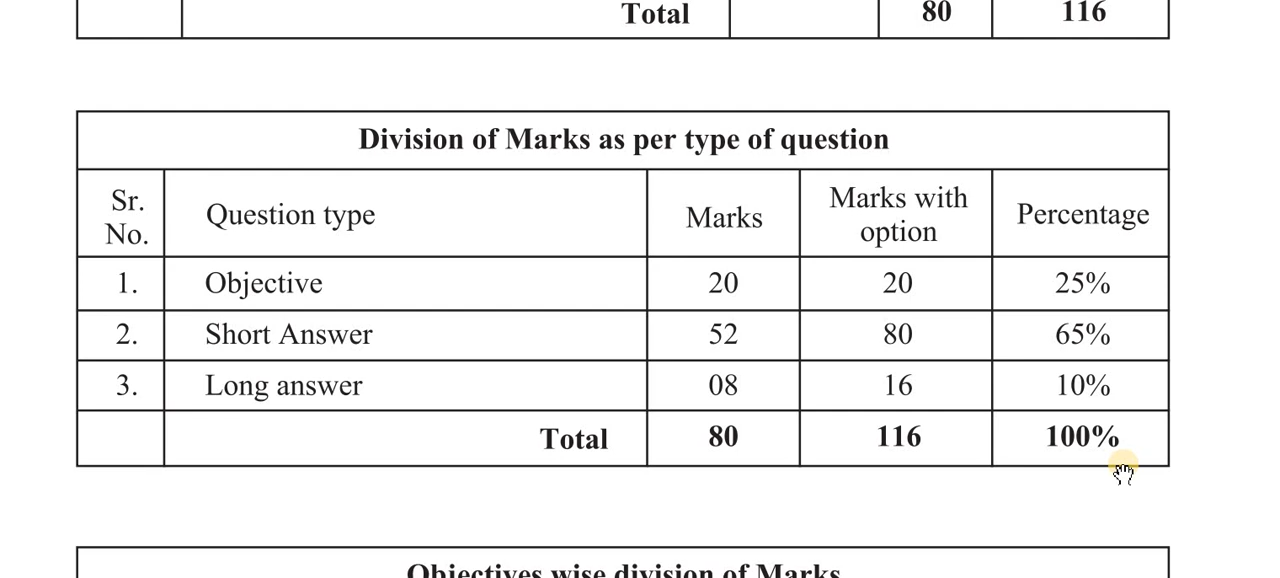 Total 80 116
Division of Marks as per type of question
Sr. No. Question type Marks Marks with option Percentage
1. Objective 20 20 25%
2. Short Answer 52 80 65%
3. Long answer 08 16 10%
Total 80 116 100%
Objectives wise division of Marks